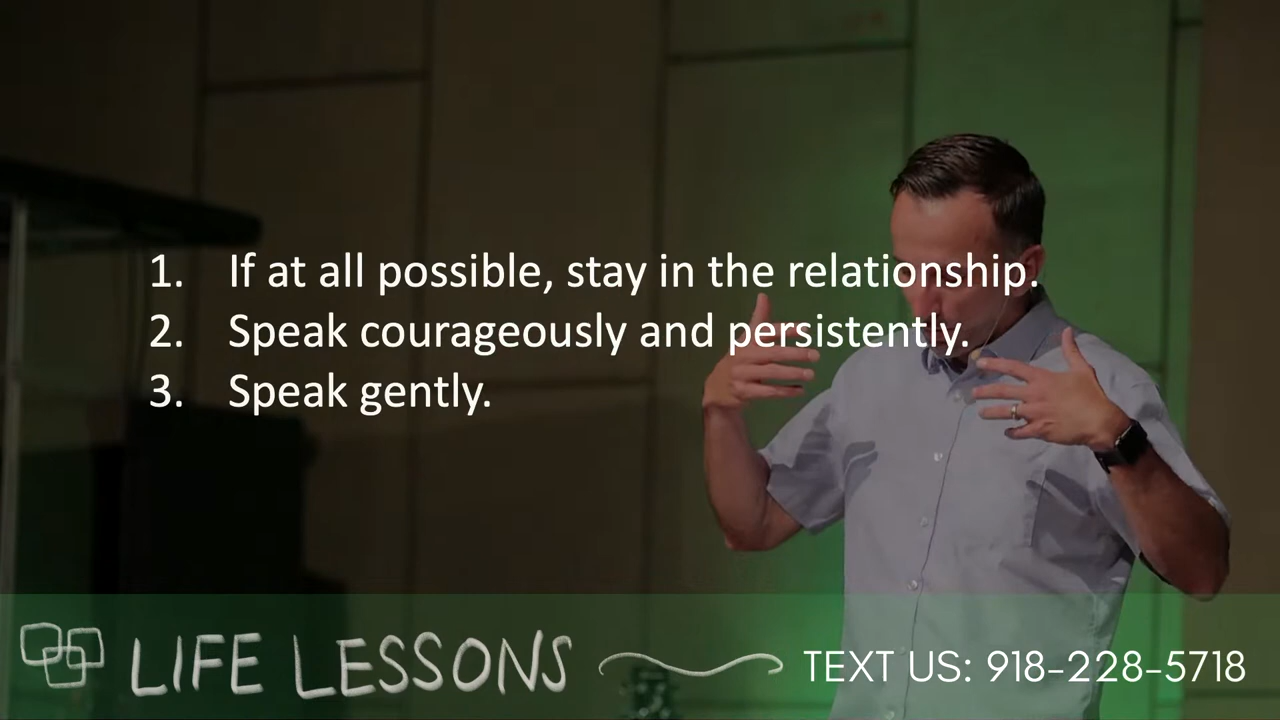 1. If at all possible, stay in the relationship.
2. Speak courageously and persistently.
3. Speak gently.
LIFE LESSONS
TEXT US: 918-228-5718